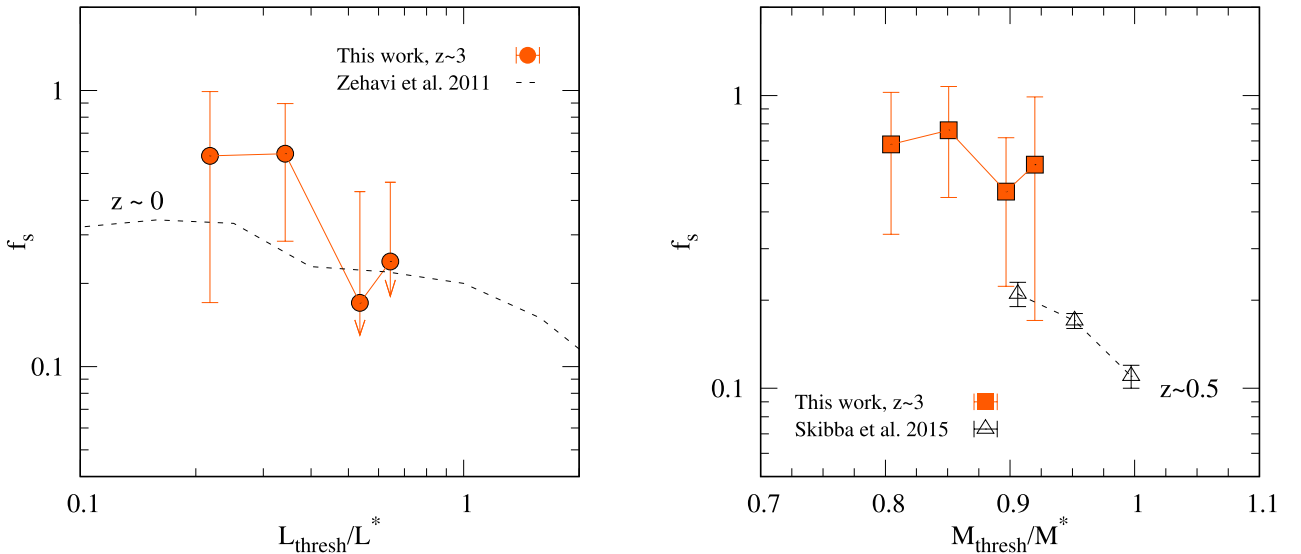 This work, z~3
Zehavi et al. 2011
1
z ~ 0
f_s
0.1
0.1
1
L_thresh/L^*
1
f_s
0.1
This work, z~3
Skibba et al. 2015
z~0.5
0.7
0.8
0.9
1
1.1
M_thresh/M^*